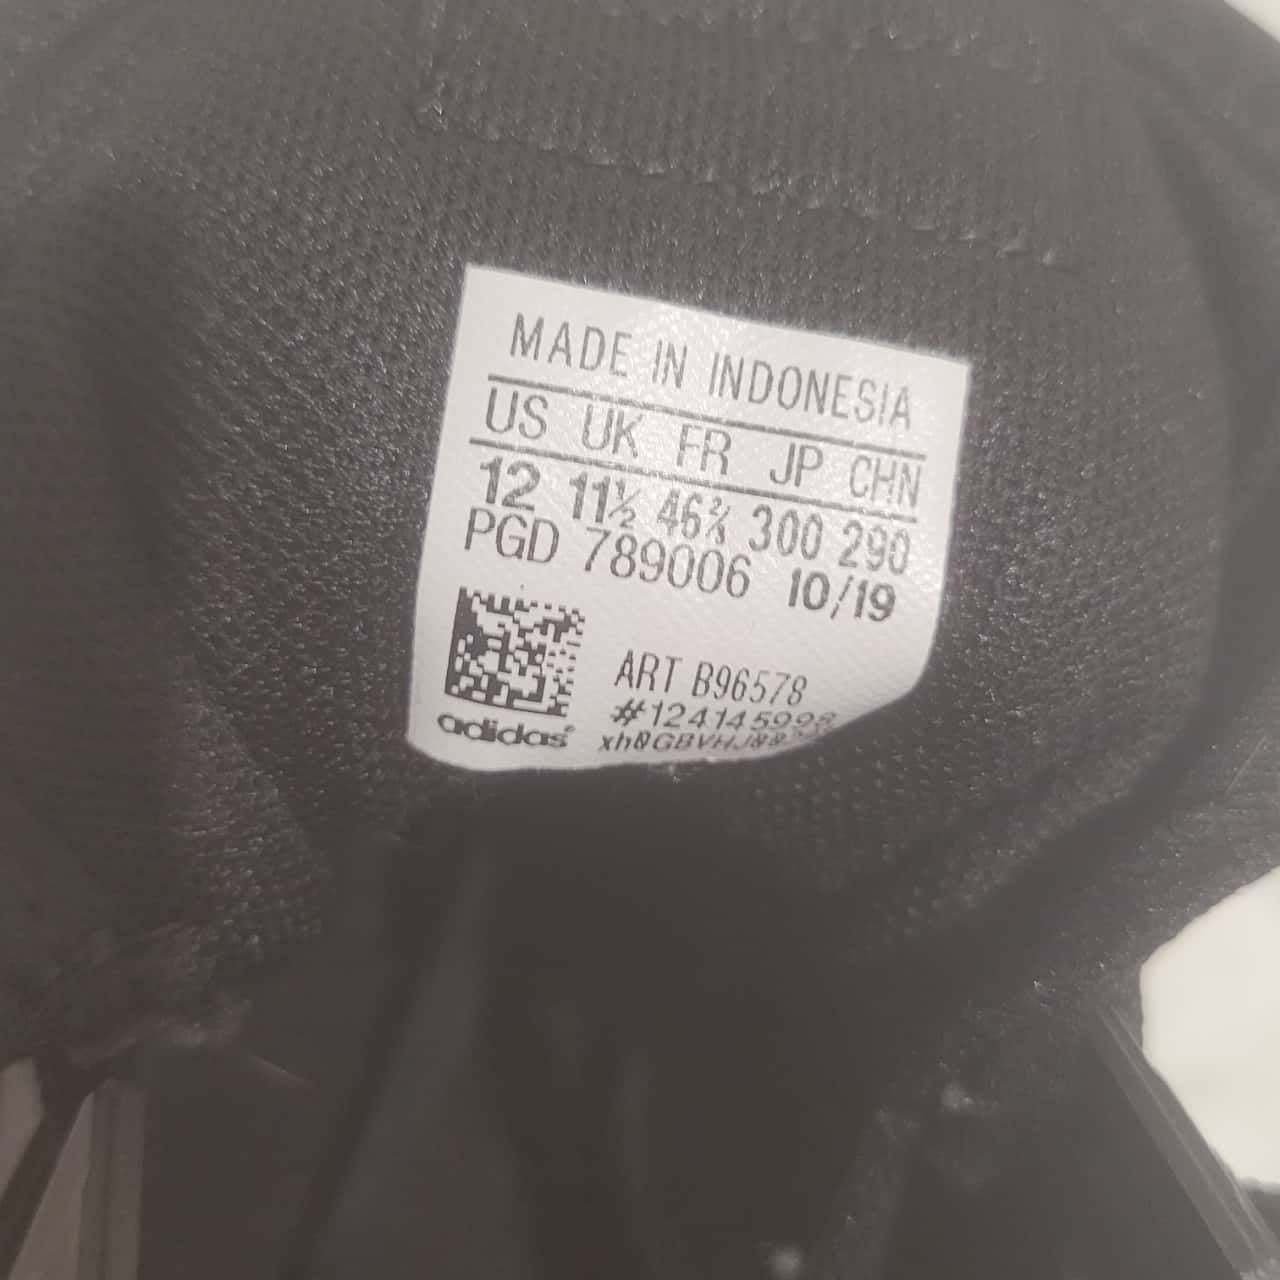 MADE IN INDONESIA
US UK FR JP CHN
12 11½ 46⅔ 300 290
PGD 789006 10/19
ART B96578
#124145998
adidas